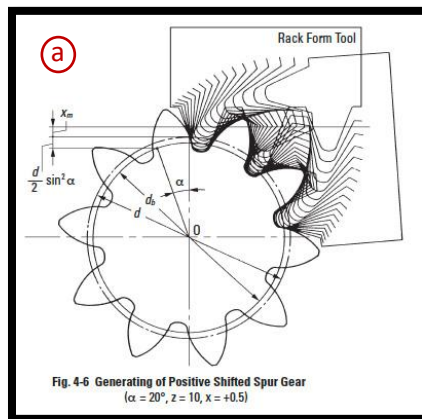 a
Rack Form Tool
xm
d/2 sin²α
α
db
d
0
Fig. 4-6 Generating of Positive Shifted Spur Gear
(α = 20°, z = 10, x = +0.5)